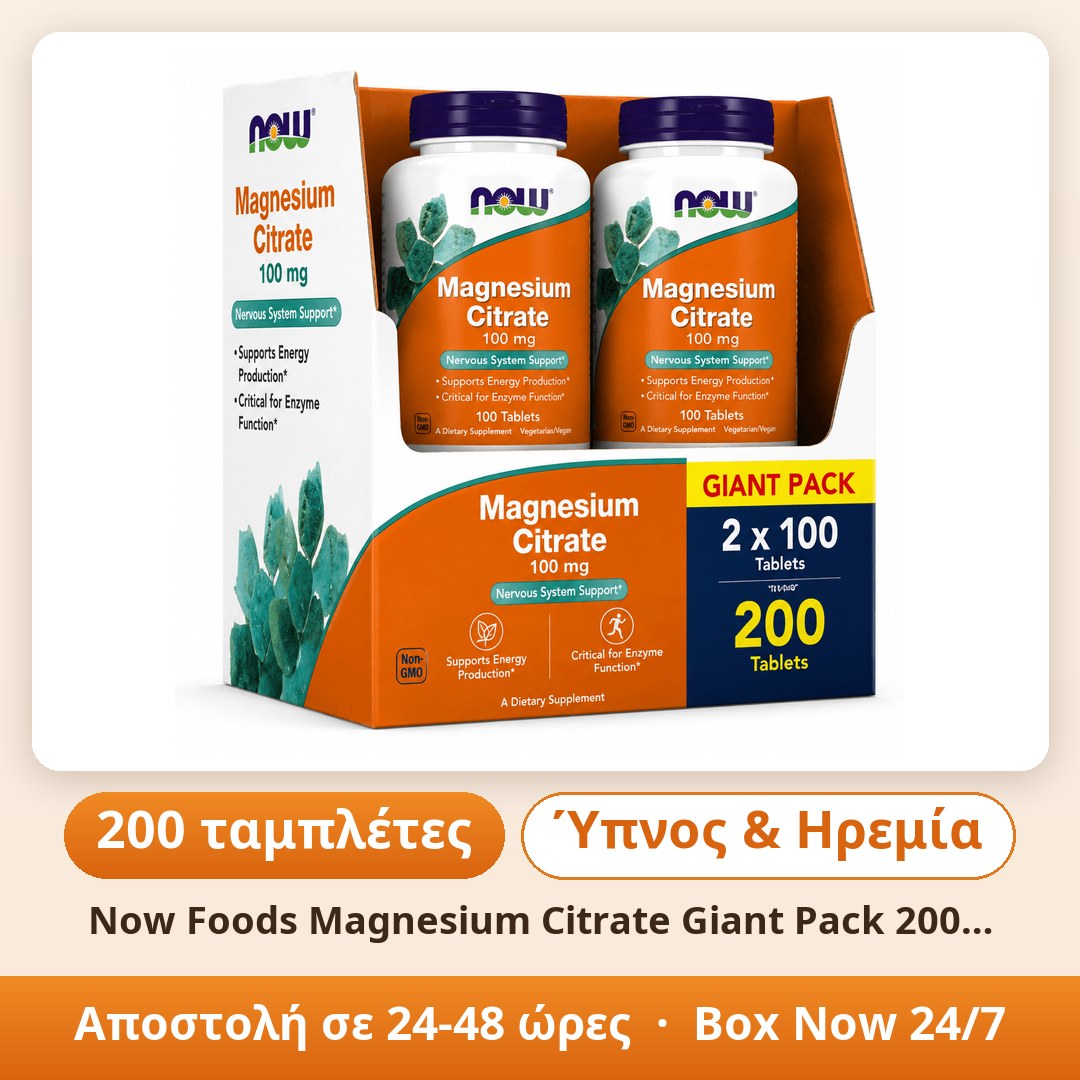 now®
Magnesium
Citrate
100 mg
Nervous System Support*
• Supports Energy
Production*
• Critical for Enzyme
Function*
now®
Magnesium
Citrate
100 mg
Nervous System Support*
• Supports Energy Production*
• Critical for Enzyme Function*
100 Tablets
Non-
GMO
A Dietary Supplement Vegetarian/Vegan
now®
Magnesium
Citrate
100 mg
Nervous System Support*
• Supports Energy Production*
• Critical for Enzyme Function*
100 Tablets
Non-
GMO
A Dietary Supplement Vegetarian/Vegan
Magnesium
Citrate
100 mg
Nervous System Support*
Non-
GMO
Supports Energy
Production*
Critical for Enzyme
Function*
A Dietary Supplement
GIANT PACK
2 x 100
Tablets
200
Tablets
200 ταμπλέτες
Ύπνος & Ηρεμία
Now Foods Magnesium Citrate Giant Pack 200...
Αποστολή σε 24-48 ώρες · Box Now 24/7